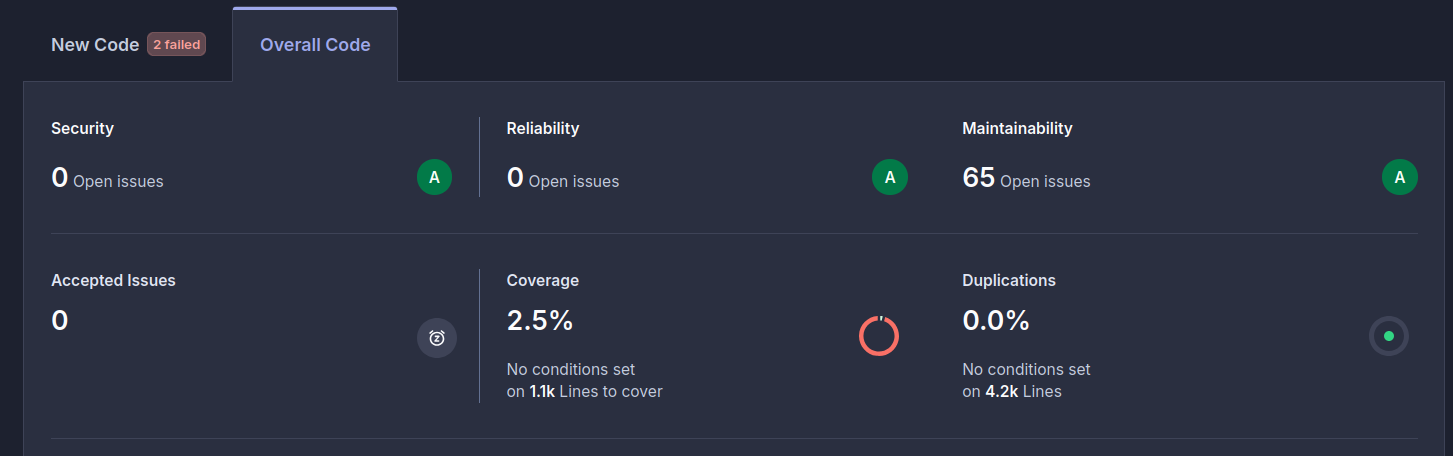 New Code 2 failed Overall Code
Security
0 Open issues A
Reliability
0 Open issues A
Maintainability
65 Open issues A
Accepted Issues
0
Coverage
2.5%
No conditions set
on 1.1k Lines to cover
Duplications
0.0%
No conditions set
on 4.2k Lines